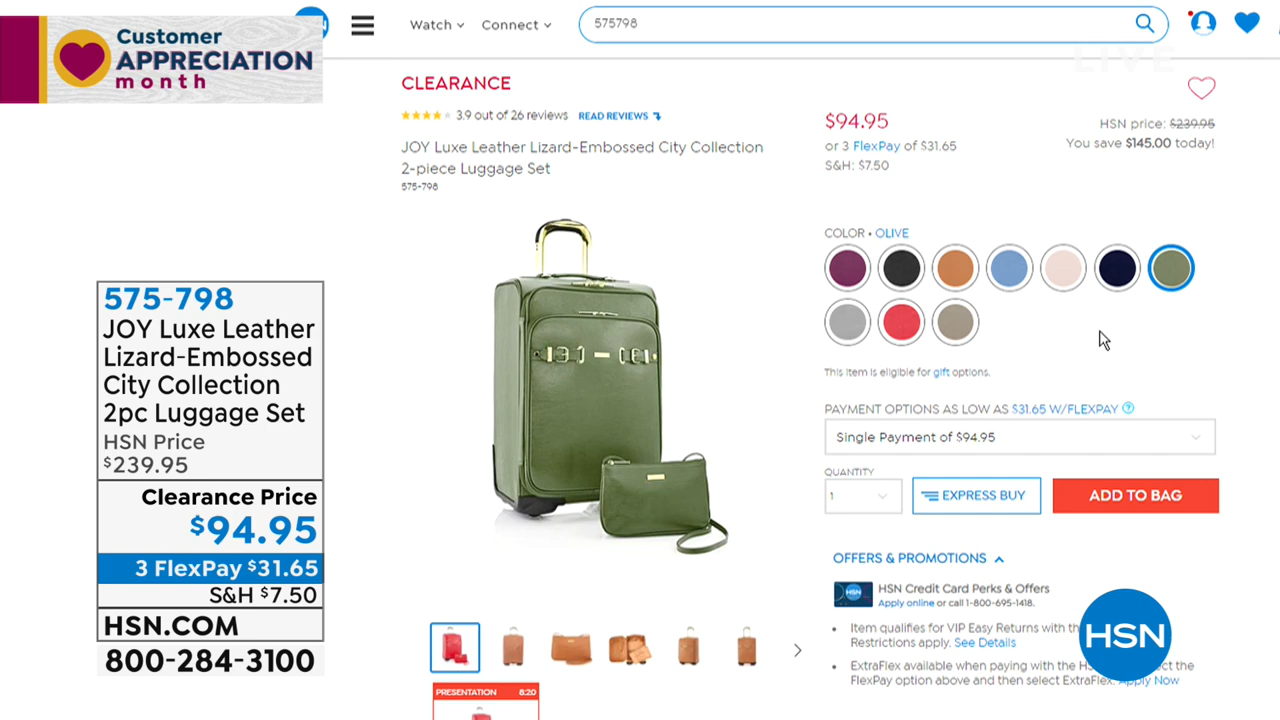 Customer
APPRECIATION
month
Watch
Connect
575798
LIVE
CLEARANCE
3.9 out of 26 reviews
READ REVIEWS
JOY Luxe Leather Lizard-Embossed City Collection
2-piece Luggage Set
575-798
$94.95
or 3 FlexPay of $31.65
S&H: $7.50
HSN price: $239.95
You save $145.00 today!
COLOR • OLIVE
This item is eligible for gift options.
PAYMENT OPTIONS AS LOW AS $31.65 W/FLEXPAY ?
Single Payment of $94.95
QUANTITY
1
EXPRESS BUY
ADD TO BAG
OFFERS & PROMOTIONS
HSN
HSN Credit Card Perks & Offers
Apply online or call 1-800-695-1418.
• Item qualifies for VIP Easy Returns with th
Restrictions apply. See Details
• ExtraFlex available when paying with the HS ct the
FlexPay option above and then select ExtraFlex. Apply Now
HSN
PRESENTATION 8:20
575-798
JOY Luxe Leather
Lizard-Embossed
City Collection
2pc Luggage Set
HSN Price
$239.95
Clearance Price
$94.95
3 FlexPay $31.65
S&H $7.50
HSN.COM
800-284-3100